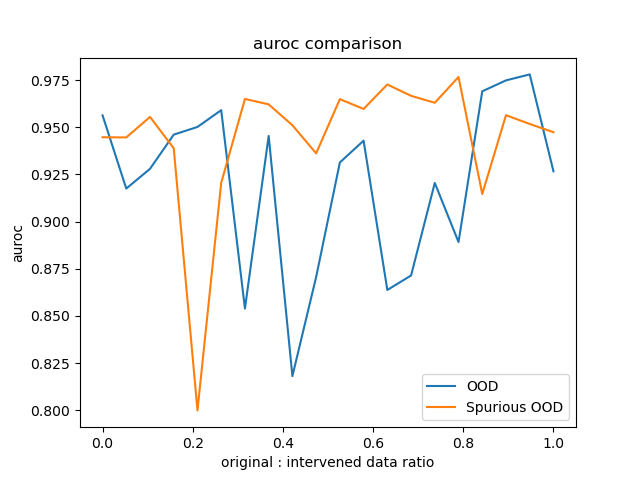 auroc comparison
0.975
0.950
0.925
0.900
0.875
0.850
0.825
0.800
auroc
0.0 0.2 0.4 0.6 0.8 1.0
original : intervened data ratio
OOD
Spurious OOD